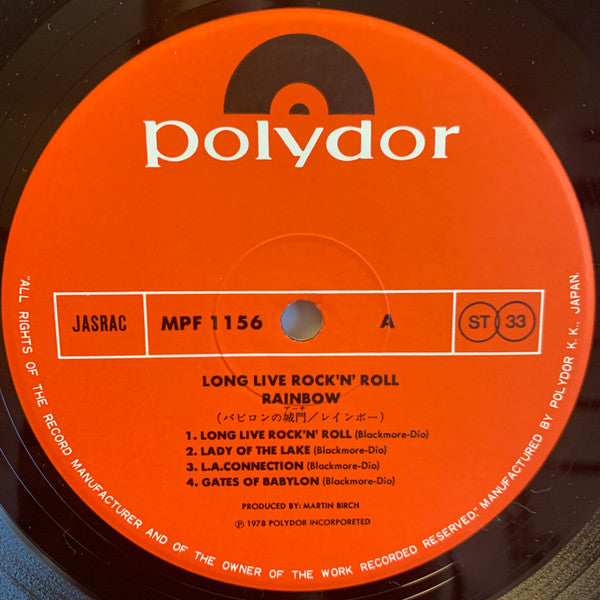 polydor
JASRAC
MPF 1156
A
ST 33
LONG LIVE ROCK'N' ROLL
RAINBOW
アーチ
(バビロンの城門/レインボー)
1. LONG LIVE ROCK'N' ROLL (Blackmore-Dio)
2. LADY OF THE LAKE (Blackmore-Dio)
3. L.A.CONNECTION (Blackmore-Dio)
4. GATES OF BABYLON (Blackmore-Dio)
PRODUCED BY: MARTIN BIRCH
Ⓟ 1978 POLYDOR INCORPORETED
"ALL RIGHTS OF THE RECORD MANUFACTURER AND OF THE OWNER OF THE WORK RECORDED RESERVED." MANUFACTURED BY POLYDOR K.K., JAPAN.